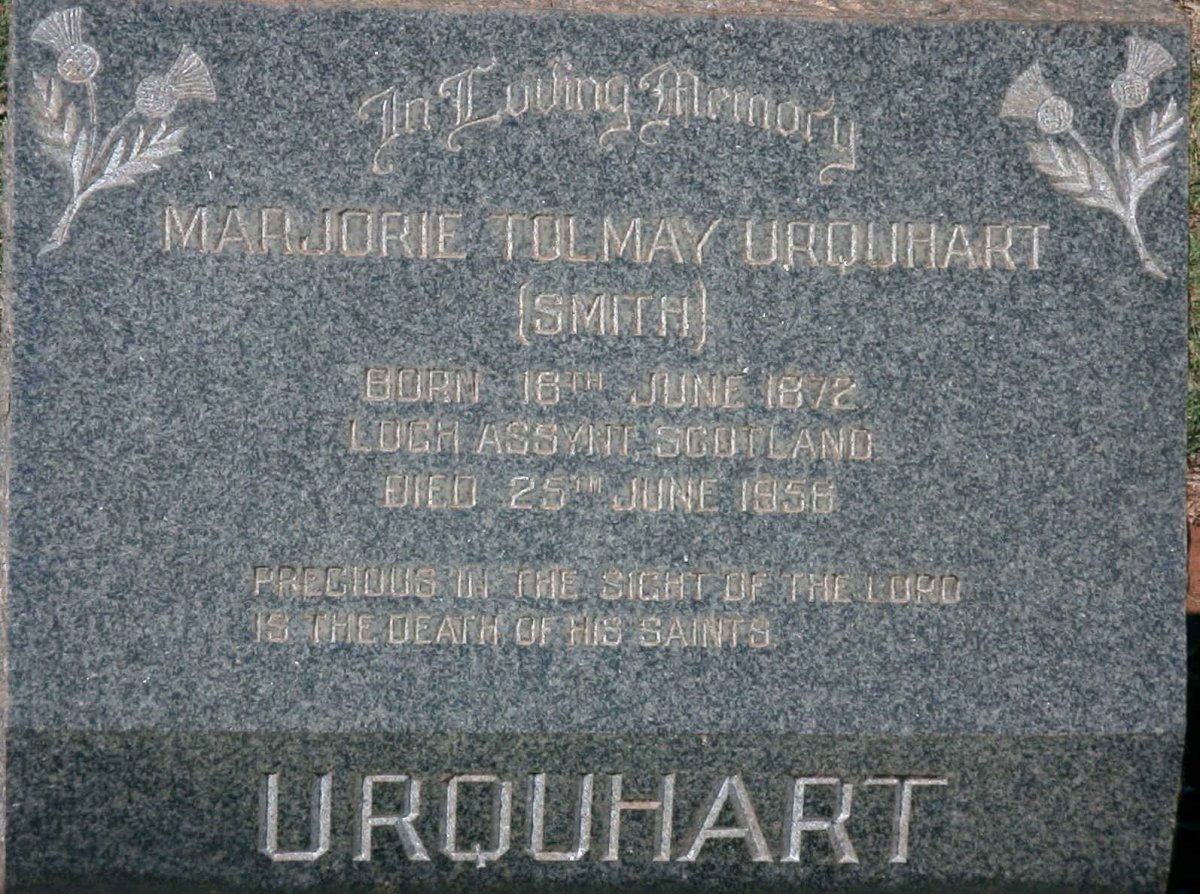 In Loving Memory
MARJORIE TOLMAY URQUHART
(SMITH)
BORN 16TH JUNE 1872
LOCH ASSYNT, SCOTLAND
DIED 25TH JUNE 1958
PRECIOUS IN THE SIGHT OF THE LORD
IS THE DEATH OF HIS SAINTS.
URQUHART